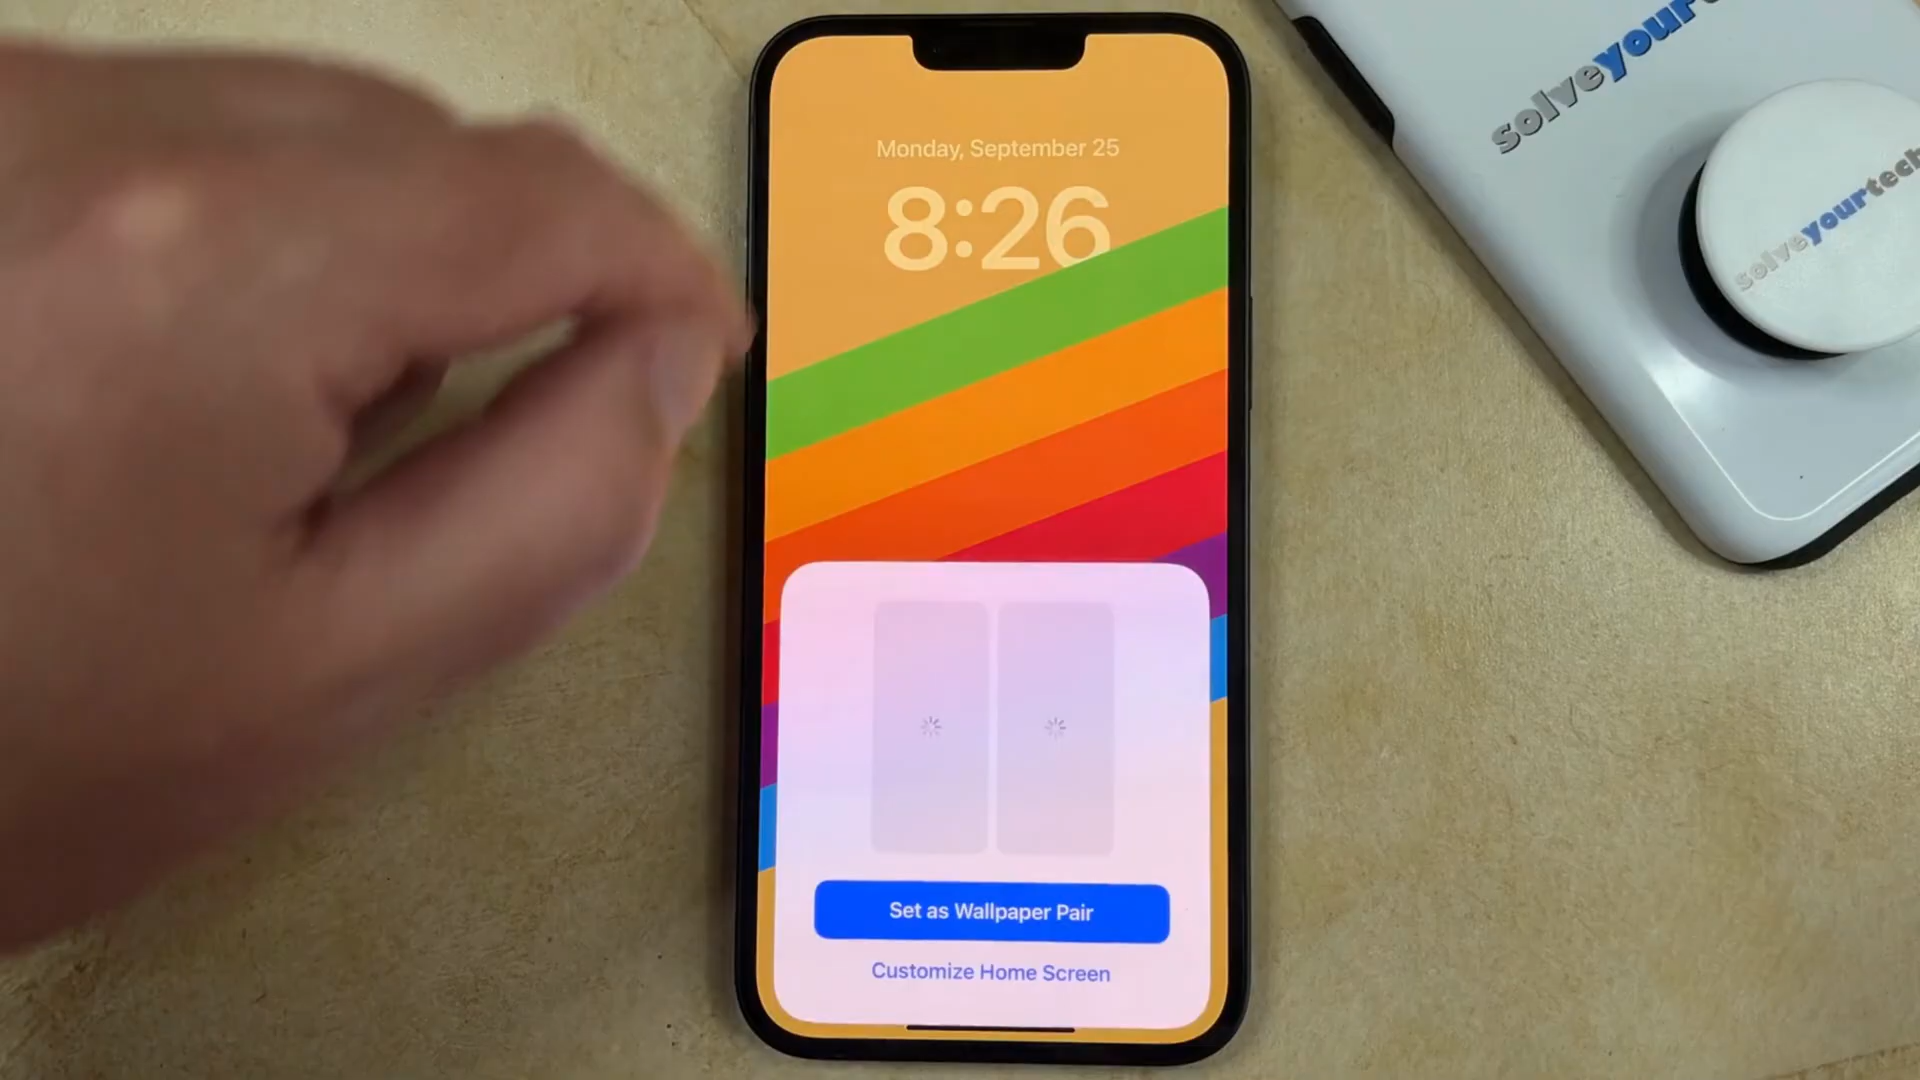 Monday, September 25
8:26
Set as Wallpaper Pair
Customize Home Screen
solveyour
solveyourtech